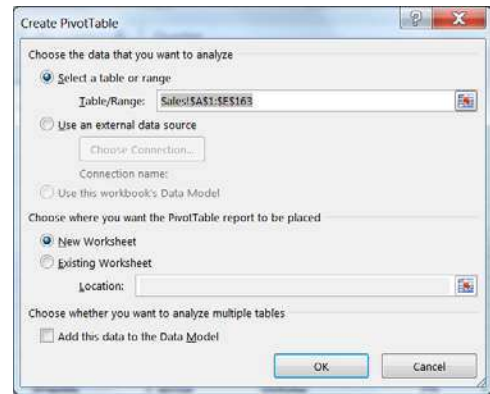 Create PivotTable
Choose the data that you want to analyze
Select a table or range
Table/Range: Sales!$A$1:$E$163
Use an external data source
Choose Connection...
Connection name:
Use this workbook's Data Model
Choose where you want the PivotTable report to be placed
New Worksheet
Existing Worksheet
Location:
Choose whether you want to analyze multiple tables
Add this data to the Data Model
OK Cancel